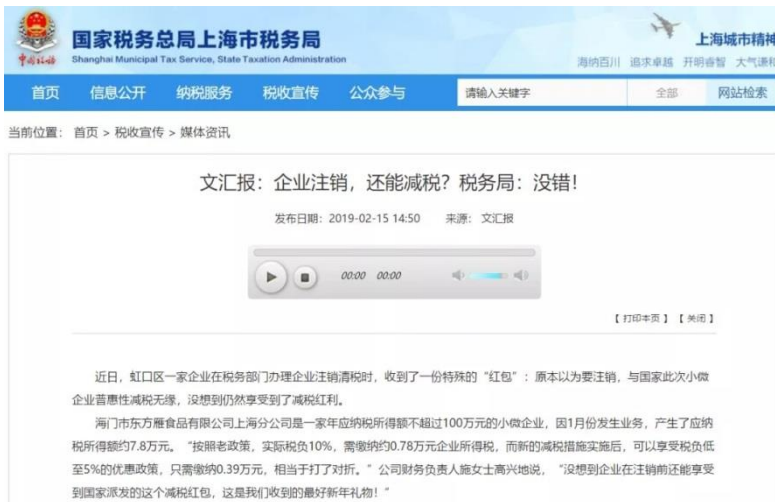 国家税务总局上海市税务局
Shanghai Municipal Tax Service, State Taxation Administration
中国税务
上海城市精神
海纳百川 追求卓越 开明睿智 大气谦和
首页 信息公开 纳税服务 税收宣传 公众参与 请输入关键字 全部 网站检索
当前位置: 首页 > 税收宣传 > 媒体资讯
文汇报：企业注销，还能减税？税务局：没错！
发布日期：2019-02-15 14:50 来源： 文汇报
00:00 00:00
【 打印本页 】 【 关闭 】
近日，虹口区一家企业在税务部门办理企业注销清税时，收到了一份特殊的“红包”：原本以为要注销，与国家此次小微
企业普惠性减税无缘，没想到仍然享受到了减税红利。
海门市东方雁食品有限公司上海分公司是一家年应纳税所得额不超过100万元的小微企业，因1月份发生业务，产生了应纳
税所得额约7.8万元。“按照老政策，实际税负10%，需缴纳约0.78万元企业所得税，而新的减税措施实施后，可以享受税负低
至5%的优惠政策，只需缴纳0.39万元，相当于打了对折。”公司财务负责人施女士高兴地说，“没想到企业在注销前还能享受
到国家派发的这个减税红包，这是我们收到的最好新年礼物！”